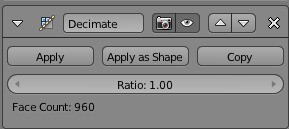 Decimate
Apply
Apply as Shape
Copy
Ratio: 1.00
Face Count: 960